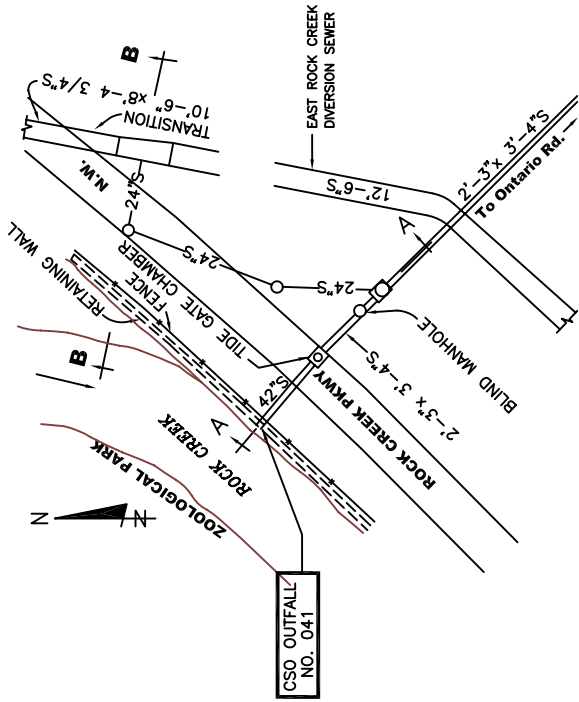 N
Z
ZOOLOGICAL PARK
ROCK CREEK
CSO OUTFALL
NO. 041
B
RETAINING WALL
FENCE
TIDE GATE CHAMBER
N.W.
24"S
24"S
24"S
TRANSITION
10'-6" x8'-4 3/4"S
B
EAST ROCK CREEK
DIVERSION SEWER
12'-6"S
A
42"S
A
2'-3"x 3'-4"S
To Ontario Rd.
ROCK CREEK PKWY
2'-3"x 3'-4"S
BLIND MANHOLE